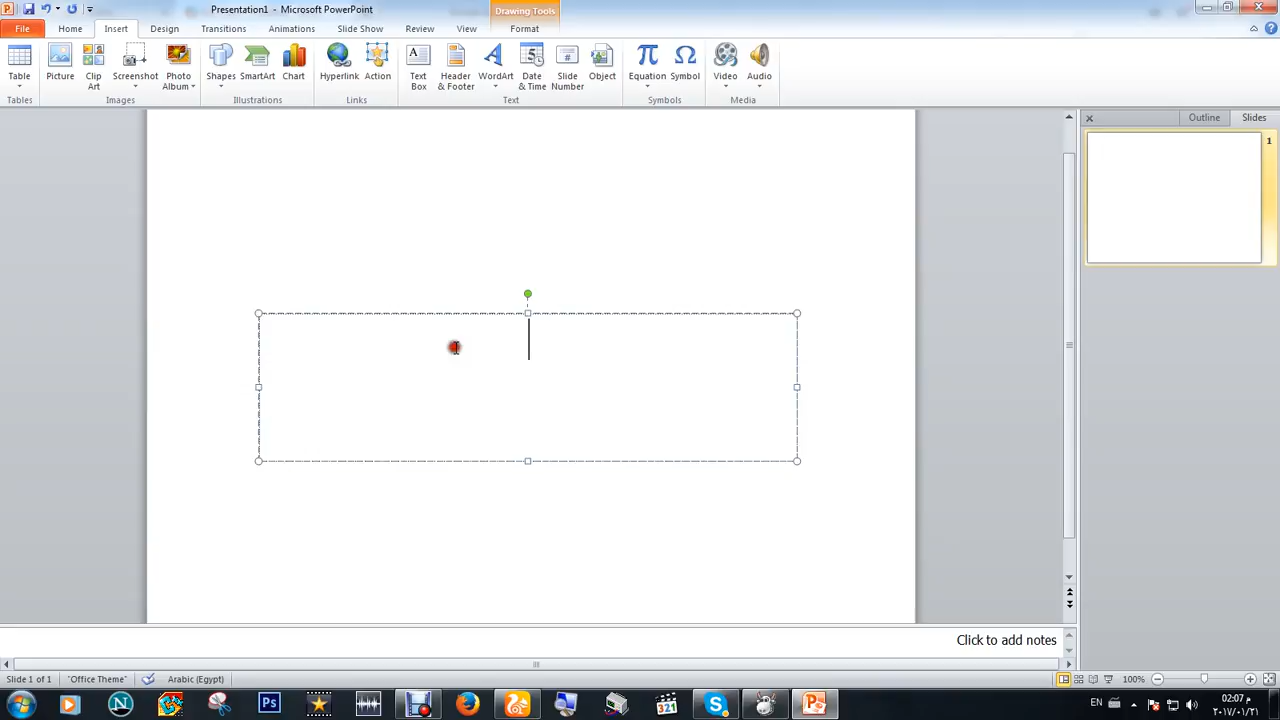 Presentation1 - Microsoft PowerPoint
Drawing Tools
File Home Insert Design Transitions Animations Slide Show Review View Format
Table
Picture
Clip Art
Screenshot
Photo Album
Shapes
SmartArt
Chart
Hyperlink
Action
Text Box
Header & Footer
WordArt
Date & Time
Slide Number
Object
Equation
Symbol
Video
Audio
Tables Images Illustrations Links Text Symbols Media
Outline Slides
1
Click to add notes
Slide 1 of 1 "Office Theme" Arabic (Egypt) 100%
EN 02:07 م
٢٠١٧/٠١/٢١